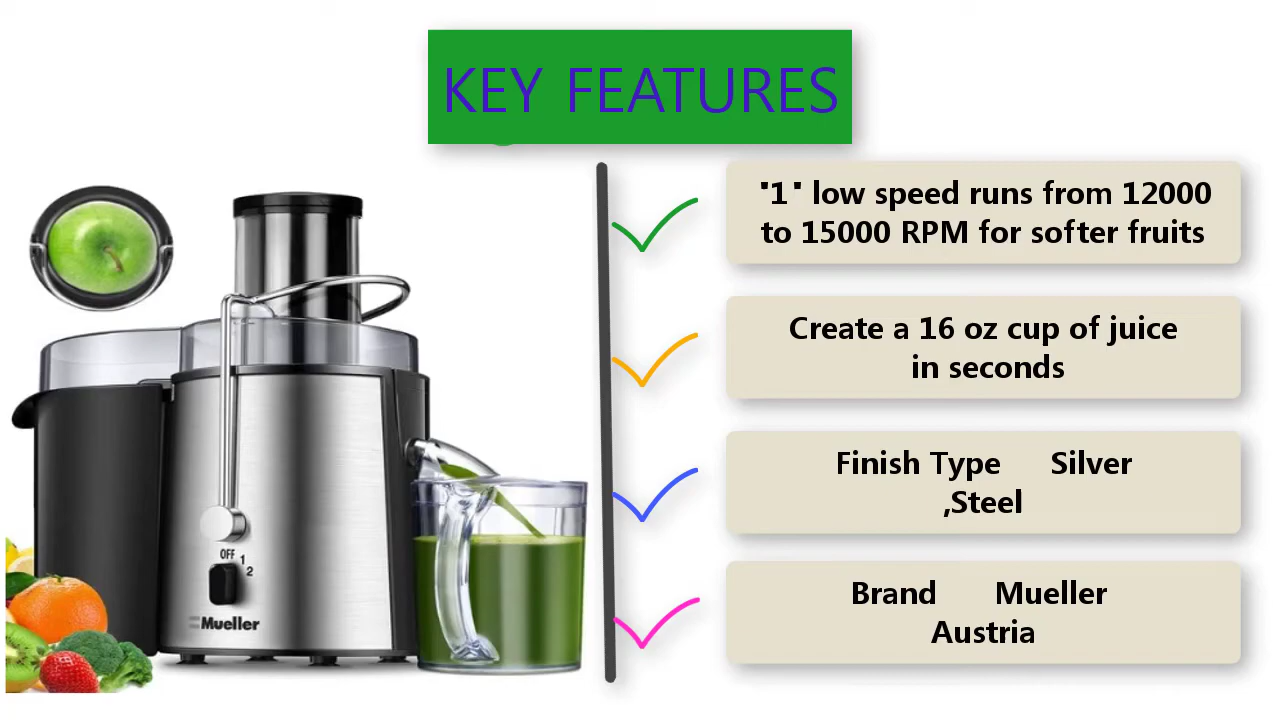 KEY FEATURES
"1" low speed runs from 12000
to 15000 RPM for softer fruits
Create a 16 oz cup of juice
in seconds
Finish Type Silver
,Steel
Brand Mueller
Austria
OFF 1
2
Mueller